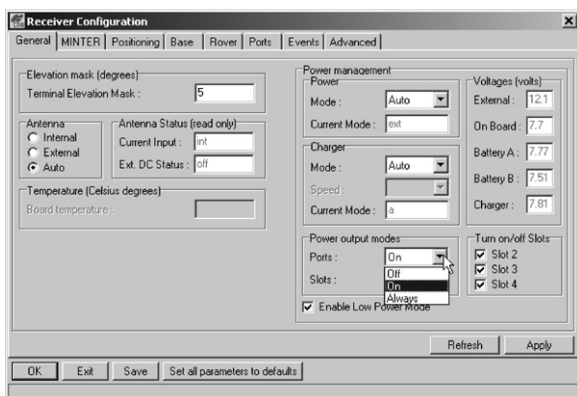 Receiver Configuration
General MINTER Positioning Base Rover Ports Events Advanced
Elevation mask (degrees)
Terminal Elevation Mask : 5
Antenna
Internal
External
Auto
Antenna Status (read only)
Current Input : int
Ext. DC Status : off
Temperature (Celsius degrees)
Board temperature :
Power management
Power
Mode : Auto
Current Mode : ext
Charger
Mode : Auto
Speed :
Current Mode : a
Voltages (volts)
External : 12.1
On Board : 7.7
Battery A : 7.77
Battery B : 7.51
Charger : 7.81
Power output modes
Ports : On
Off
On
Always
Slots :
Turn on/off Slots
Slot 2
Slot 3
Slot 4
Enable Low Power Mode
Refresh Apply
OK Exit Save Set all parameters to defaults